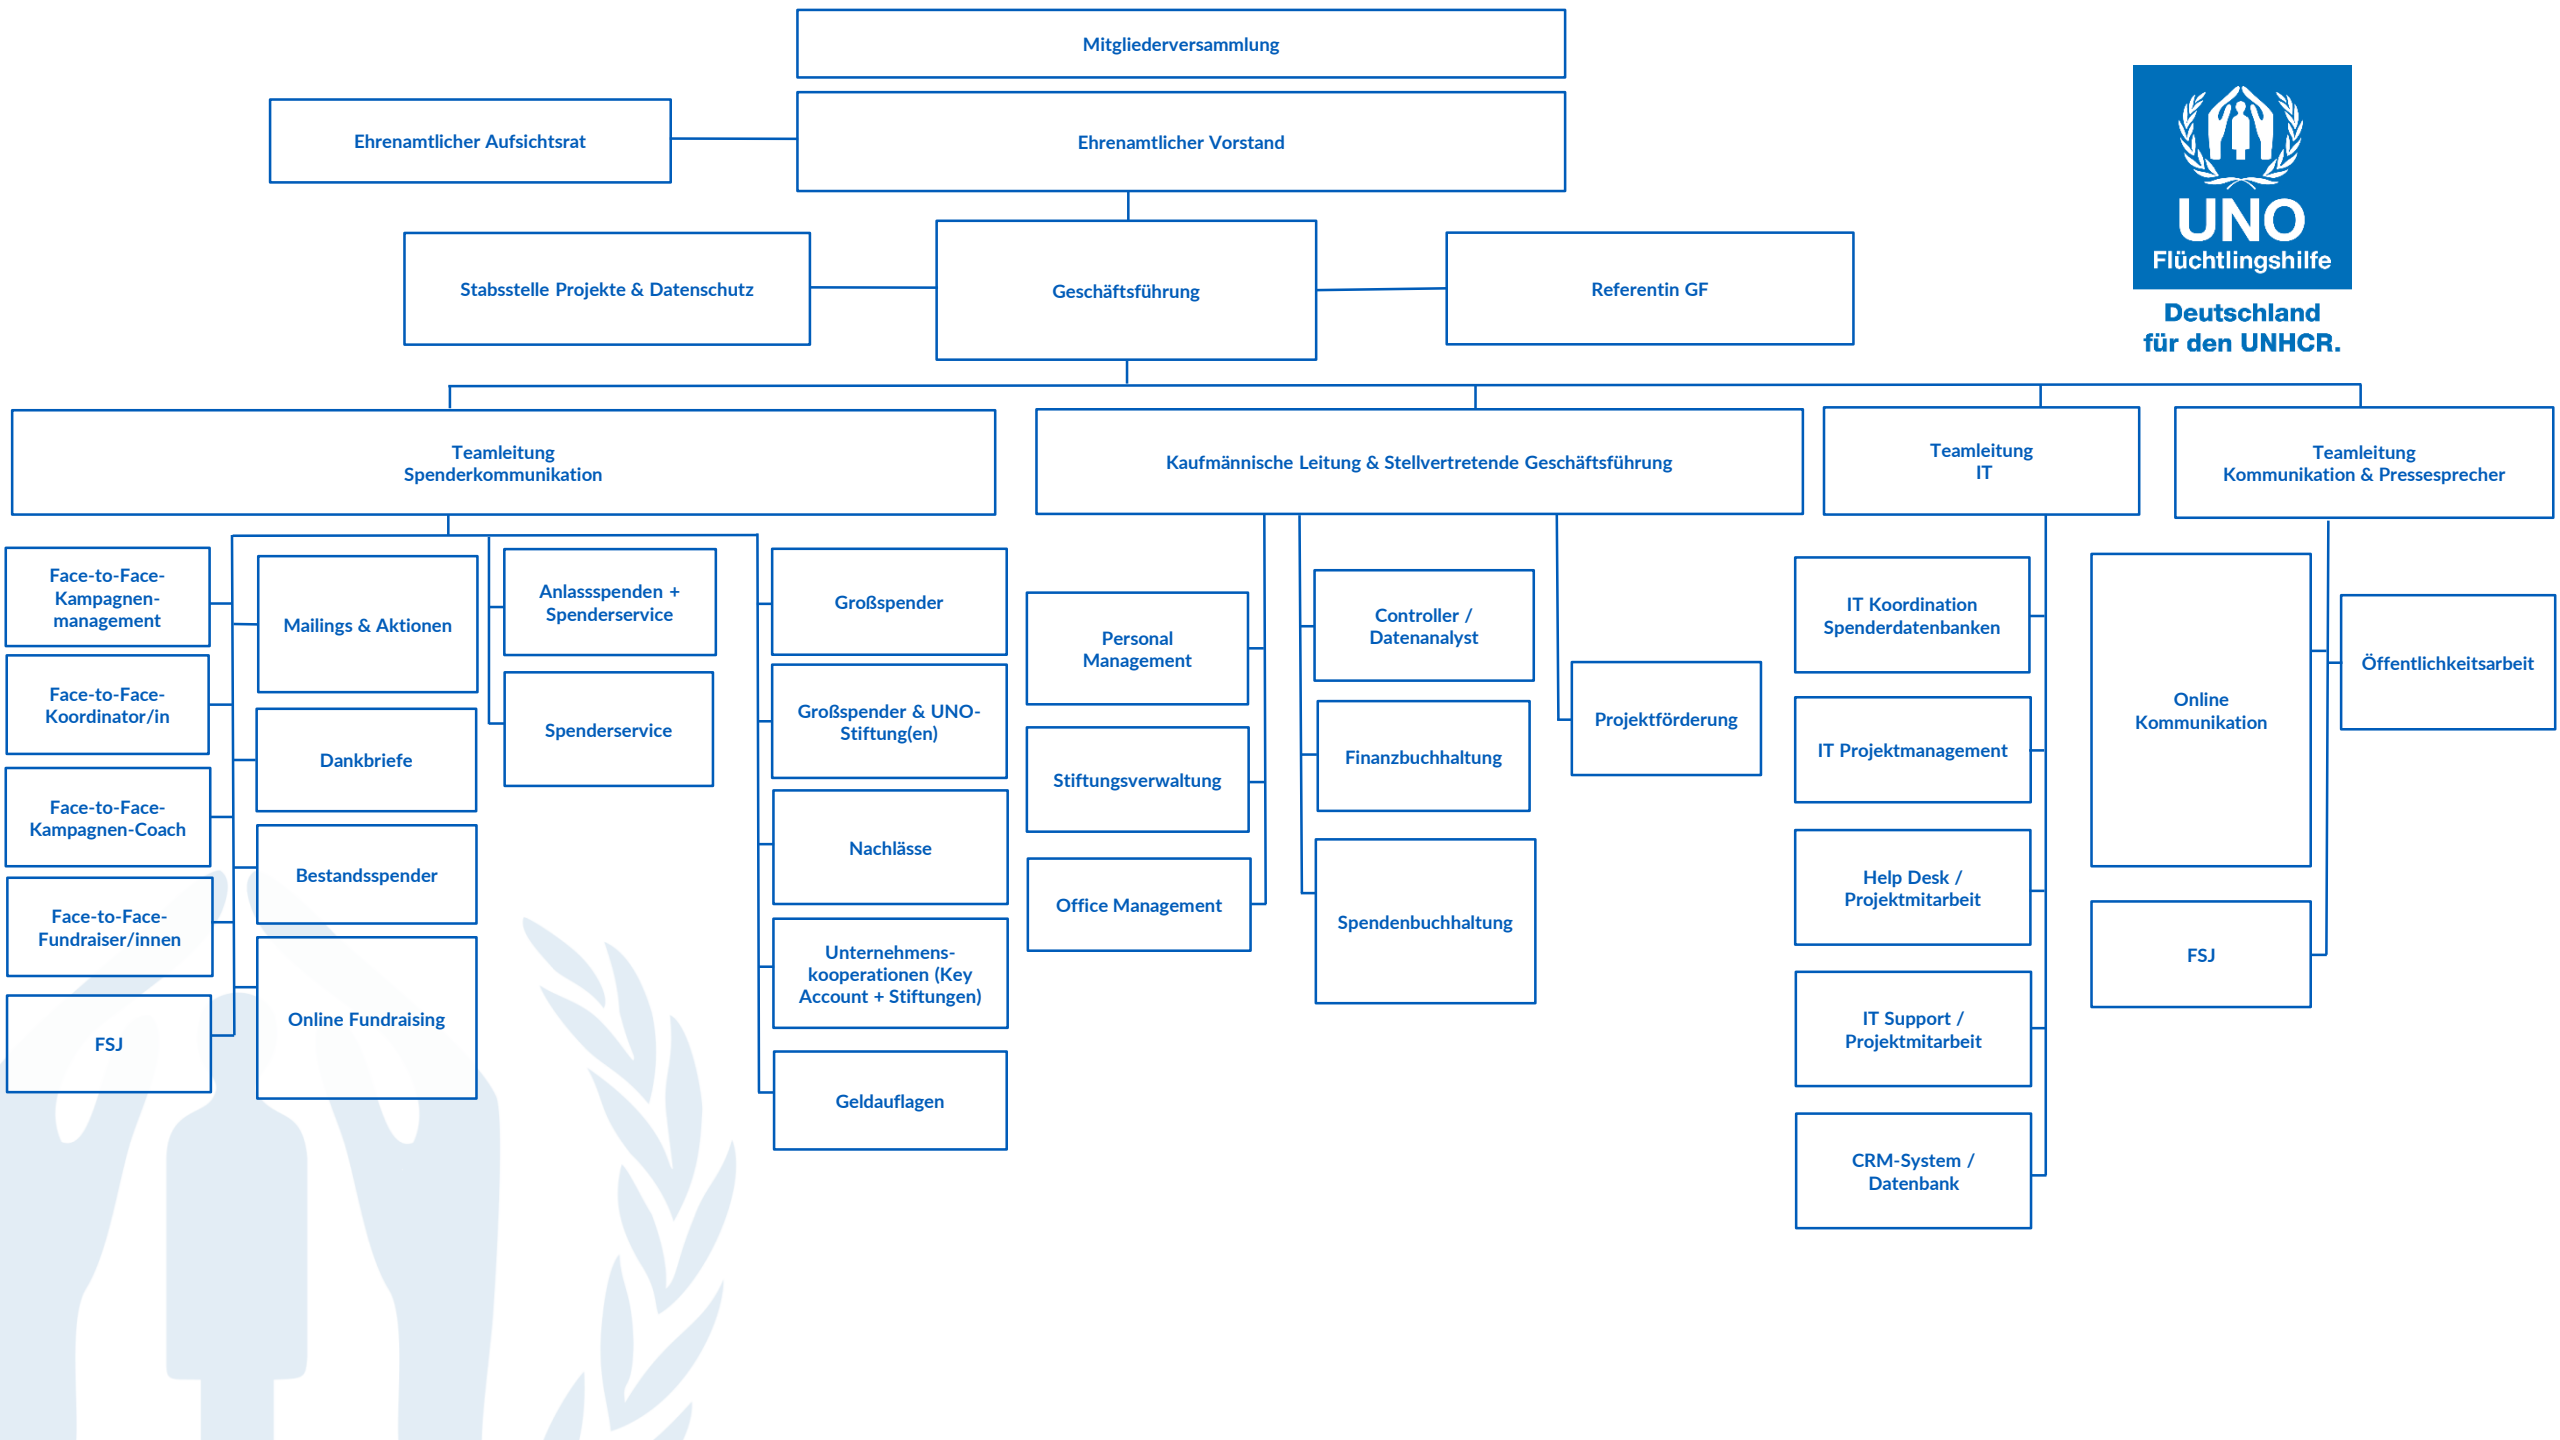 Mitgliederversammlung
Ehrenamtlicher Aufsichtsrat
Ehrenamtlicher Vorstand
UNO
Flüchtlingshilfe
Deutschland
für den UNHCR.
Stabsstelle Projekte & Datenschutz
Geschäftsführung
Referentin GF
Teamleitung
Spenderkommunikation
Kaufmännische Leitung & Stellvertretende Geschäftsführung
Teamleitung
IT
Teamleitung
Kommunikation & Pressesprecher
Face-to-Face-
Kampagnen-
management
Face-to-Face-
Koordinator/in
Face-to-Face-
Kampagnen-Coach
Face-to-Face-
Fundraiser/innen
FSJ
Mailings & Aktionen
Dankbriefe
Bestandsspender
Online Fundraising
Anlassspenden +
Spenderservice
Spenderservice
Großspender
Großspender & UNO-
Stiftung(en)
Nachlässe
Unternehmens-
kooperationen (Key
Account + Stiftungen)
Geldauflagen
Personal
Management
Stiftungsverwaltung
Office Management
Controller /
Datenanalyst
Finanzbuchhaltung
Spendenbuchhaltung
Projektförderung
IT Koordination
Spenderdatenbanken
IT Projektmanagement
Help Desk /
Projektmitarbeit
IT Support /
Projektmitarbeit
CRM-System /
Datenbank
Online
Kommunikation
FSJ
Öffentlichkeitsarbeit